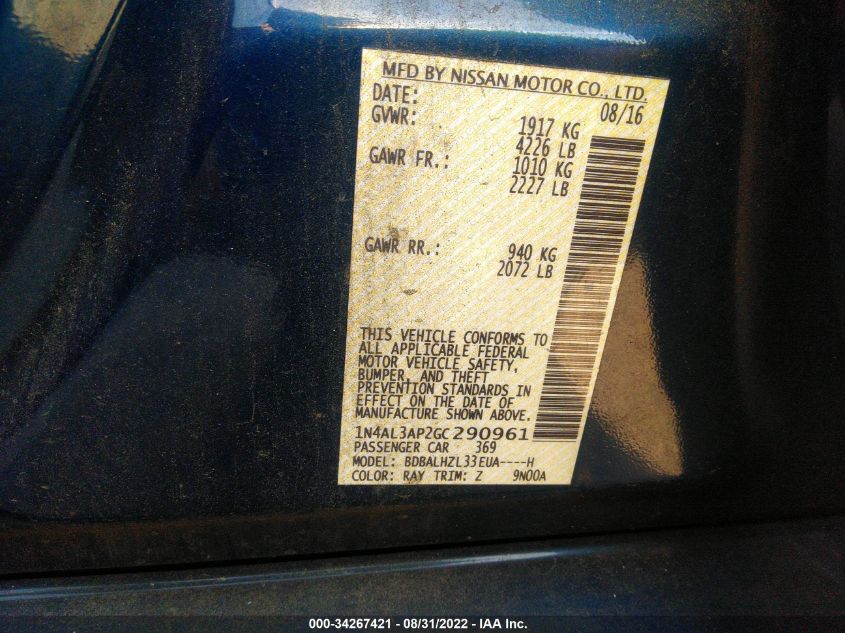 MFD BY NISSAN MOTOR CO., LTD.
DATE: 08/16
GVWR: 1917 KG
4226 LB
GAWR FR.: 1010 KG
2227 LB
GAWR RR.: 940 KG
2072 LB
THIS VEHICLE CONFORMS TO
ALL APPLICABLE FEDERAL
MOTOR VEHICLE SAFETY,
BUMPER, AND THEFT
PREVENTION STANDARDS IN
EFFECT ON THE DATE OF
MANUFACTURE SHOWN ABOVE.
1N4AL3AP2GC290961
PASSENGER CAR 369
MODEL: BDBALHZL33EUA----H
COLOR: RAY TRIM: Z 9N00A
000-34267421 - 08/31/2022 - IAA Inc.